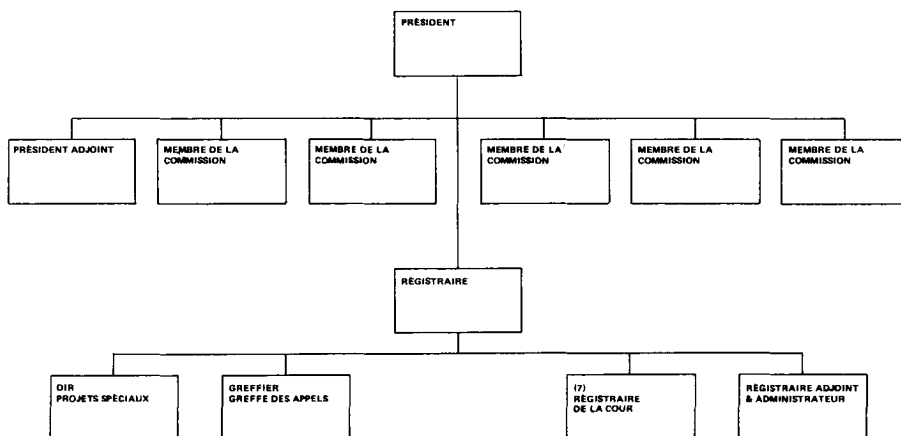 PRÉSIDENT
PRÉSIDENT ADJOINT
MEMBRE DE LA
COMMISSION
MEMBRE DE LA
COMMISSION
MEMBRE DE LA
COMMISSION
MEMBRE DE LA
COMMISSION
MEMBRE DE LA
COMMISSION
RÉGISTRAIRE
DIR
PROJETS SPÉCIAUX
GREFFIER
GREFFE DES APPELS
(7)
RÉGISTRAIRE
DE LA COUR
RÉGISTRAIRE ADJOINT
& ADMINISTRATEUR